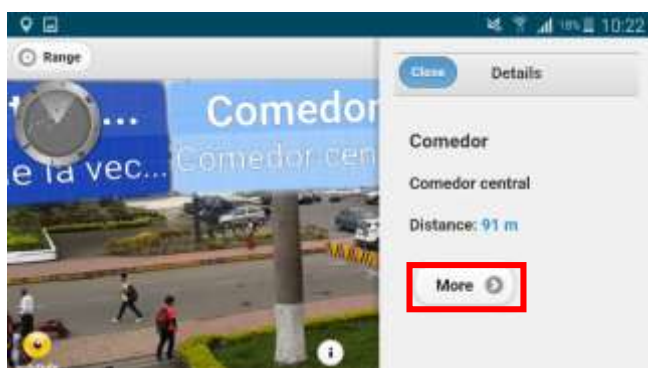 10:22
Range
Close
Details
...
Comedor
e la vec...
Comedor cen
Comedor
Comedor central
Distance: 91 m
More